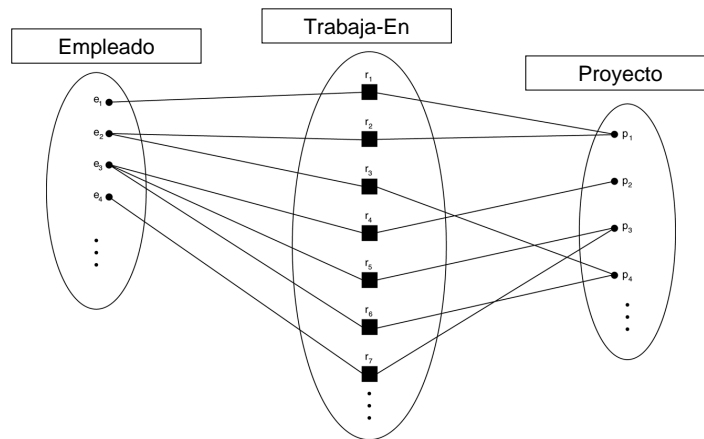 Empleado
Trabaja-En
Proyecto
e1
e2
e3
e4
r1
r2
r3
r4
r5
r6
r7
p1
p2
p3
p4